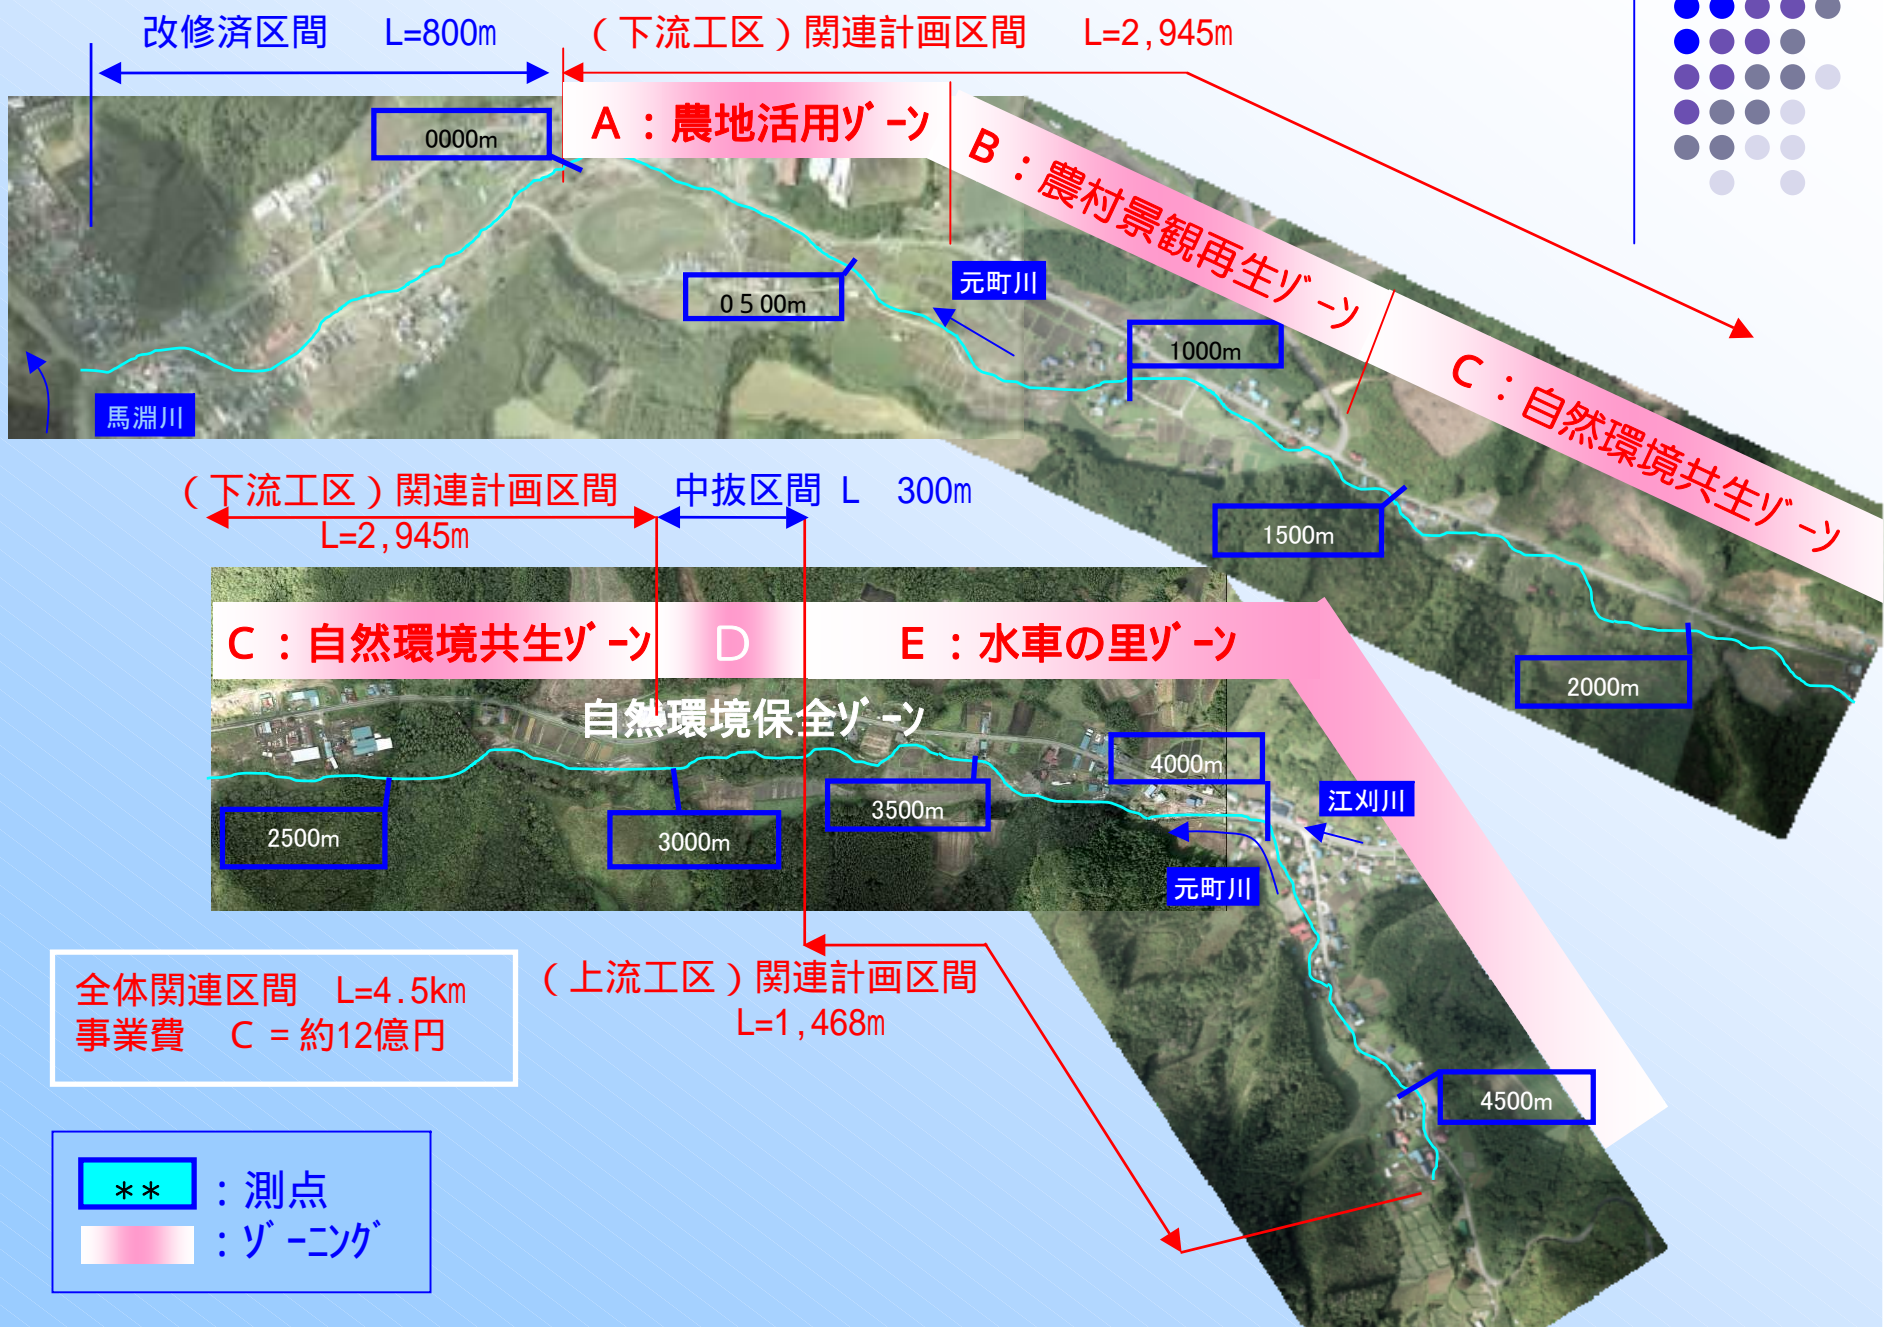 改修済区間　L=800m
（下流工区）関連計画区間　L=2,945m
A：農地活用ｿﾞｰﾝ
0000m
B：農村景観再生ｿﾞｰﾝ
元町川
0500m
1000m
C：自然環境共生ｿﾞｰﾝ
馬淵川
1500m
2000m
（下流工区）関連計画区間
L=2,945m
中抜区間 L　300m
C：自然環境共生ｿﾞｰﾝ
D
E：水車の里ｿﾞｰﾝ
自然環境保全ｿﾞｰﾝ
4000m
江刈川
3500m
2500m
3000m
元町川
（上流工区）関連計画区間
L=1,468m
全体関連区間　L=4.5km
事業費　C＝約12億円
4500m
**：測点
：ｿﾞｰﾆﾝｸﾞ